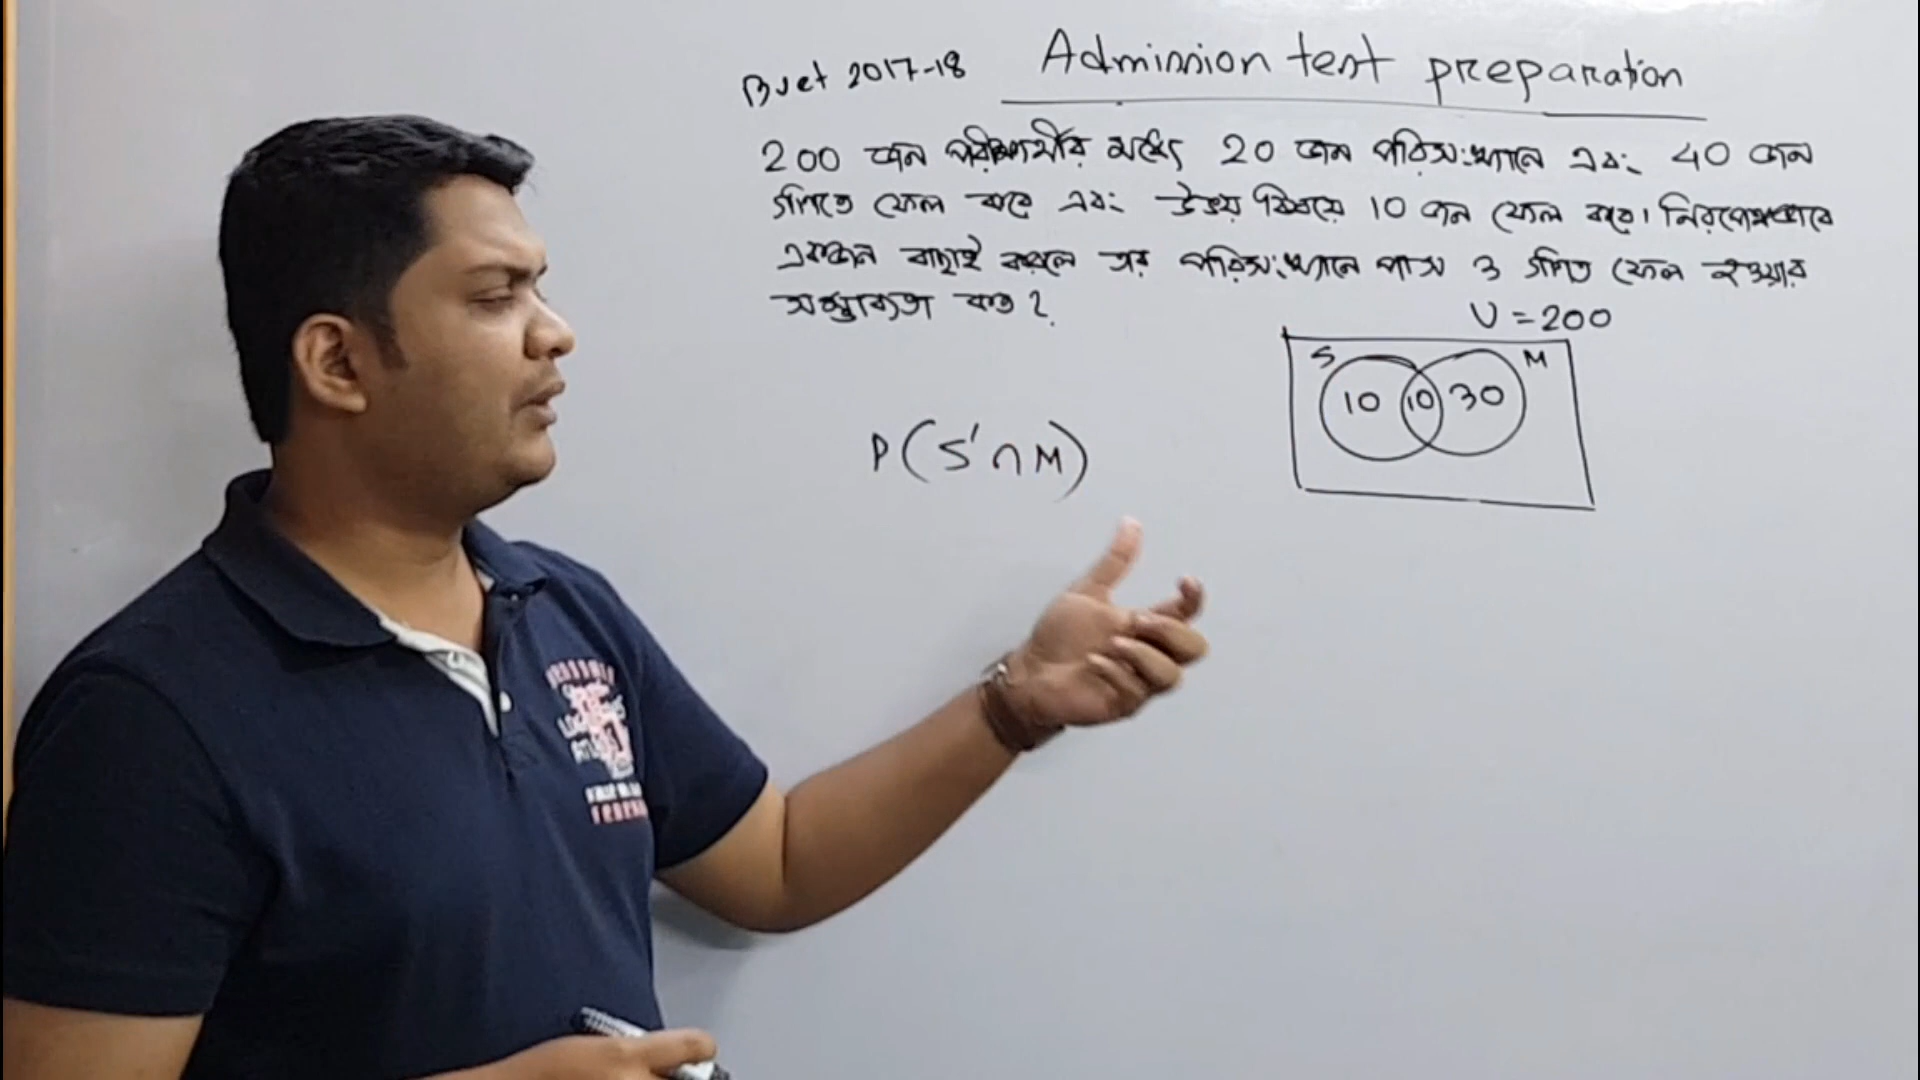 Buet 2017-18
Admission test preparation
200 জন পরীক্ষার্থীর মধ্যে 20 জন পরিসংখ্যানে এবং 40 জন
গণিতে ফেল করে এবং উভয় বিষয়ে 10 জন ফেল করে। নিরপেক্ষভাবে
একজন বাছাই করলে তার পরিসংখ্যানে পাস ও গণিতে ফেল হওয়ার
সম্ভাব্যতা কত?
U = 200
S M
10 10 30
P(S'∩M)